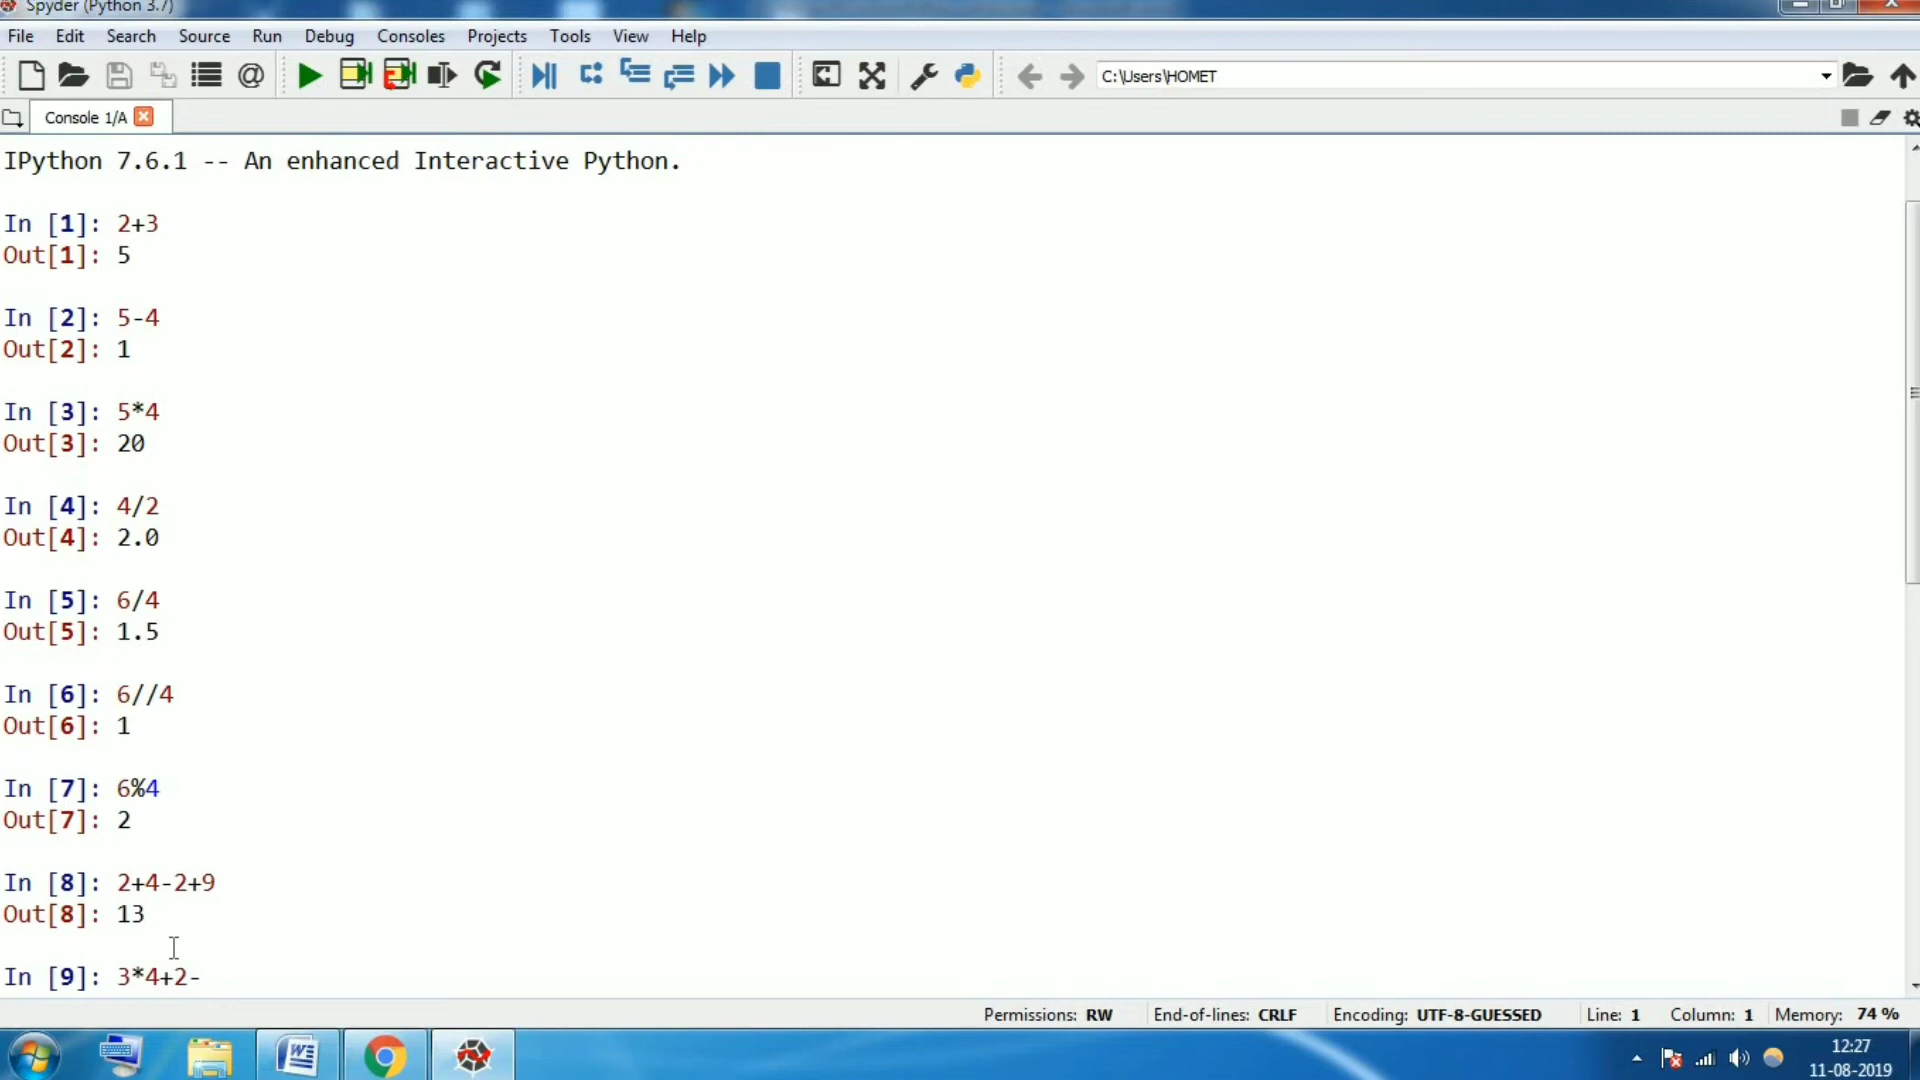 Spyder (Python 3.7)
File Edit Search Source Run Debug Consoles Projects Tools View Help
C:\Users\HOMET
Console 1/A
IPython 7.6.1 -- An enhanced Interactive Python.
In [1]: 2+3
Out[1]: 5
In [2]: 5-4
Out[2]: 1
In [3]: 5*4
Out[3]: 20
In [4]: 4/2
Out[4]: 2.0
In [5]: 6/4
Out[5]: 1.5
In [6]: 6//4
Out[6]: 1
In [7]: 6%4
Out[7]: 2
In [8]: 2+4-2+9
Out[8]: 13
In [9]: 3*4+2-
Permissions: RW End-of-lines: CRLF Encoding: UTF-8-GUESSED Line: 1 Column: 1 Memory: 74 %
12:27
11-08-2019